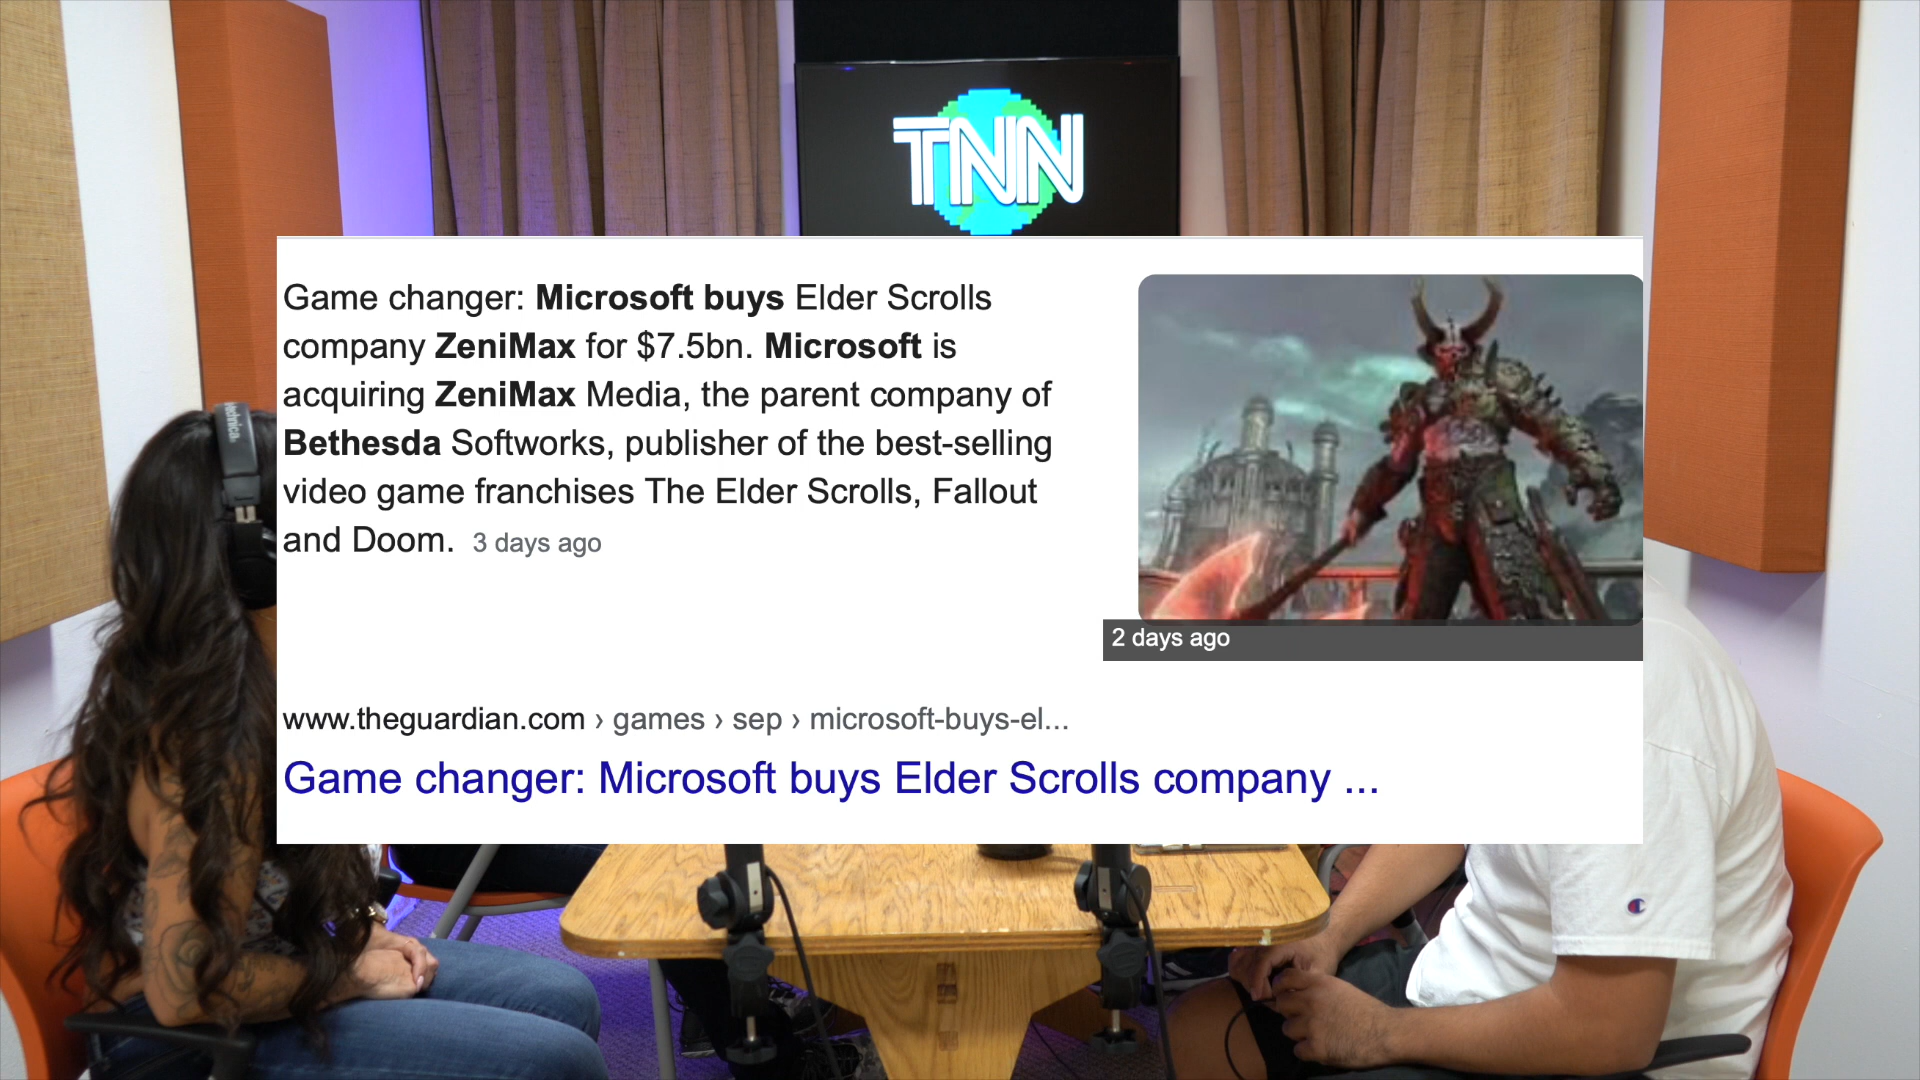 TNN
Game changer: Microsoft buys Elder Scrolls
company ZeniMax for $7.5bn. Microsoft is
acquiring ZeniMax Media, the parent company of
Bethesda Softworks, publisher of the best-selling
video game franchises The Elder Scrolls, Fallout
and Doom. 3 days ago
2 days ago
www.theguardian.com › games › sep › microsoft-buys-el...
Game changer: Microsoft buys Elder Scrolls company ...